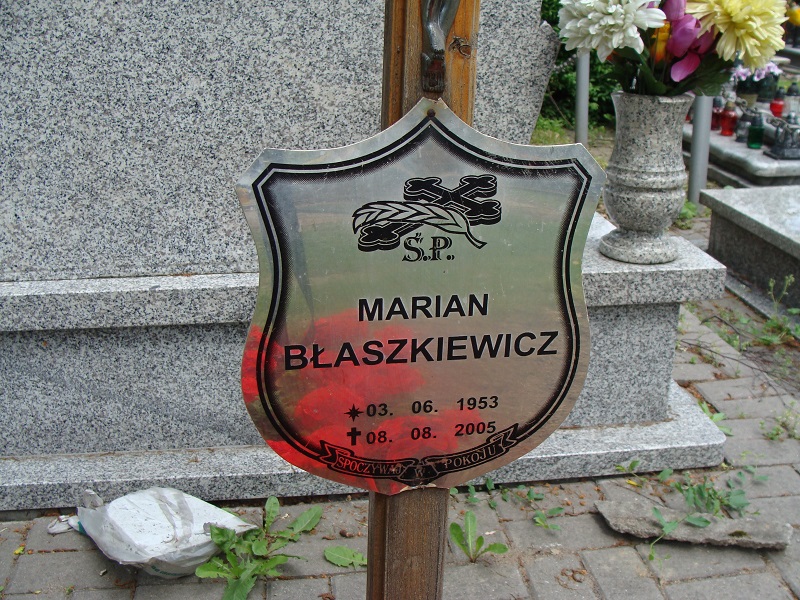 Ś.P.
MARIAN
BŁASZKIEWICZ
03. 06. 1953
08. 08. 2005
SPOCZYWAJ W POKOJU